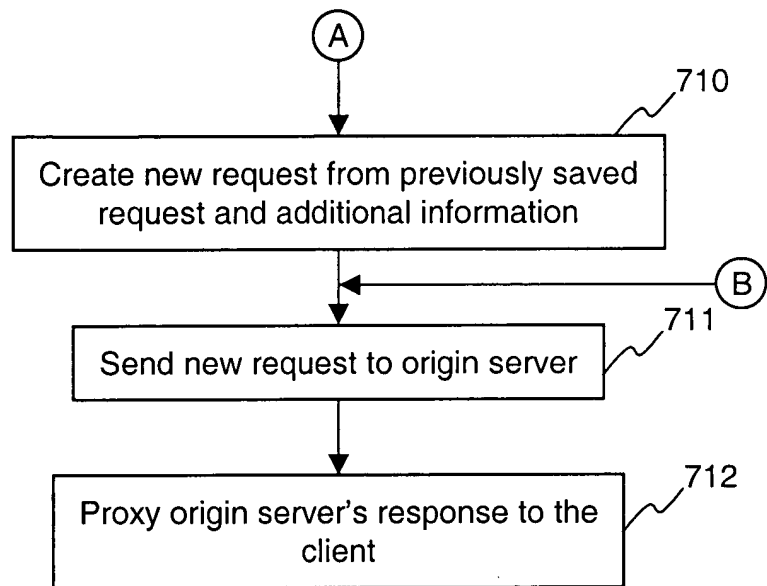 A
710
Create new request from previously saved
request and additional information
B
711
Send new request to origin server
712
Proxy origin server's response to the
client